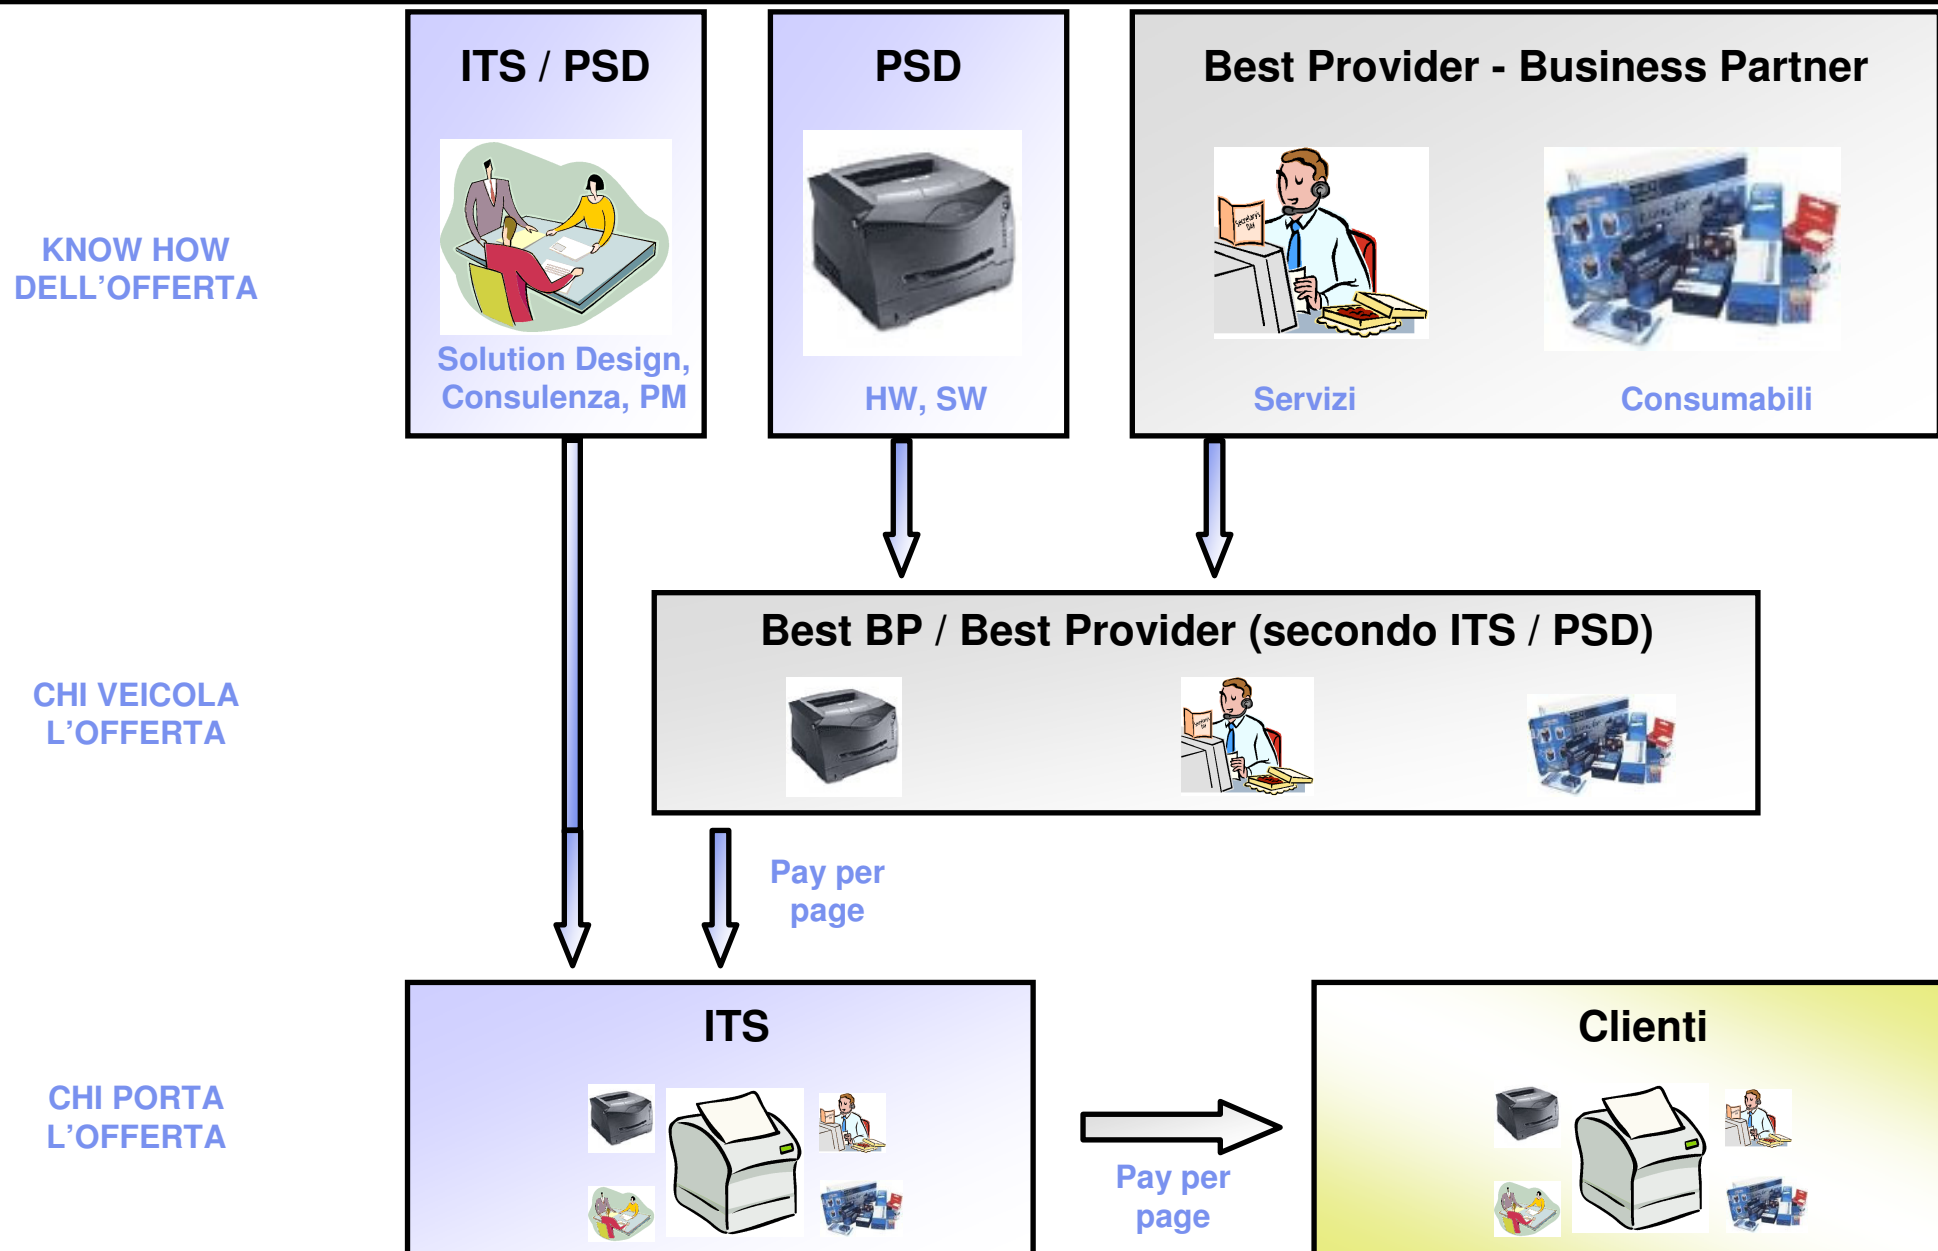 ITS / PSD
PSD
Best Provider - Business Partner
KNOW HOW
DELL’OFFERTA
Secretary's
Day
Solution Design,
Consulenza, PM
HW, SW
Servizi
Consumabili
Best BP / Best Provider (secondo ITS / PSD)
CHI VEICOLA
L’OFFERTA
Pay per
page
ITS
Clienti
CHI PORTA
L’OFFERTA
Pay per
page